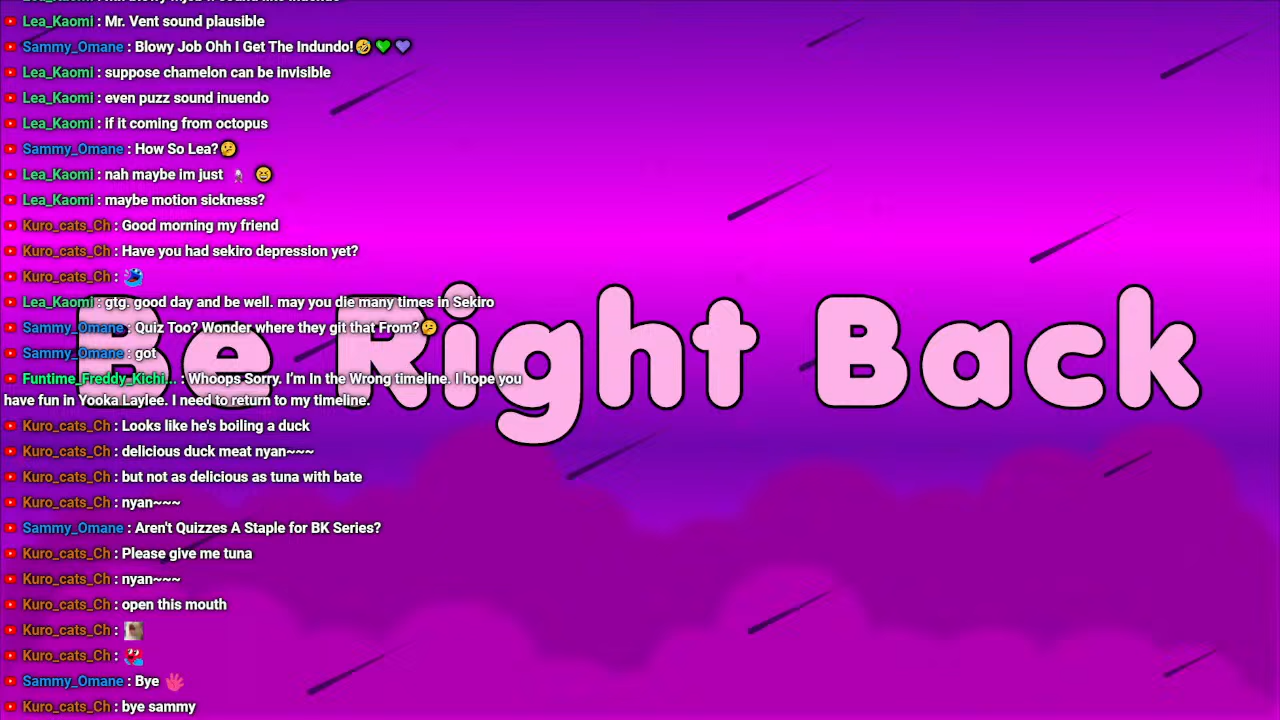 Lea_Kaomi : Mr. Vent sound plausible
Sammy_Omane : Blowy Job Ohh I Get The Indundo!🤣💚💜
Lea_Kaomi : suppose chamelon can be invisible
Lea_Kaomi : even puzz sound inuendo
Lea_Kaomi : if it coming from octopus
Sammy_Omane : How So Lea?🤔
Lea_Kaomi : nah maybe im just 😆
Lea_Kaomi : maybe motion sickness?
Kuro_cats_Ch : Good morning my friend
Kuro_cats_Ch : Have you had sekiro depression yet?
Kuro_cats_Ch :
Lea_Kaomi : gtg. good day and be well. may you die many times in Sekiro
Sammy_Omane : Quiz Too? Wonder where they git that From?🤔
Sammy_Omane : got
Be Right Back
Funtime_Freddy_Kichi... : Whoops Sorry. I'm In the Wrong timeline. I hope you
have fun in Yooka Laylee. I need to return to my timeline.
Kuro_cats_Ch : Looks like he's boiling a duck
Kuro_cats_Ch : delicious duck meat nyan~~~
Kuro_cats_Ch : but not as delicious as tuna with bate
Kuro_cats_Ch : nyan~~~
Sammy_Omane : Aren't Quizzes A Staple for BK Series?
Kuro_cats_Ch : Please give me tuna
Kuro_cats_Ch : nyan~~~
Kuro_cats_Ch : open this mouth
Kuro_cats_Ch :
Kuro_cats_Ch :
Sammy_Omane : Bye 👋
Kuro_cats_Ch : bye sammy